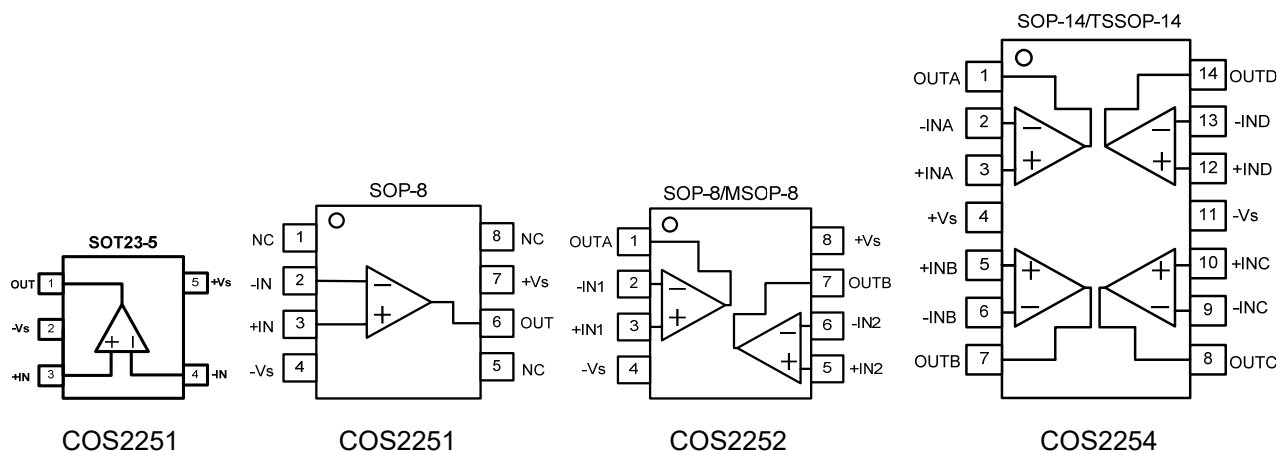 SOT23-5
OUT 1 5 +Vs
-Vs 2
+IN 3 4 -IN
+ −
COS2251
SOP-8
NC 1 8 NC
-IN 2 7 +Vs
+IN 3 6 OUT
-Vs 4 5 NC
−
+
COS2251
SOP-8/MSOP-8
OUTA 1 8 +Vs
-IN1 2 7 OUTB
+IN1 3 6 -IN2
-Vs 4 5 +IN2
−
+
−
+
COS2252
SOP-14/TSSOP-14
OUTA 1 14 OUTD
-INA 2 13 -IND
+INA 3 12 +IND
+Vs 4 11 -Vs
+INB 5 10 +INC
-INB 6 9 -INC
OUTB 7 8 OUTC
− −
+ +
+ +
− −
COS2254